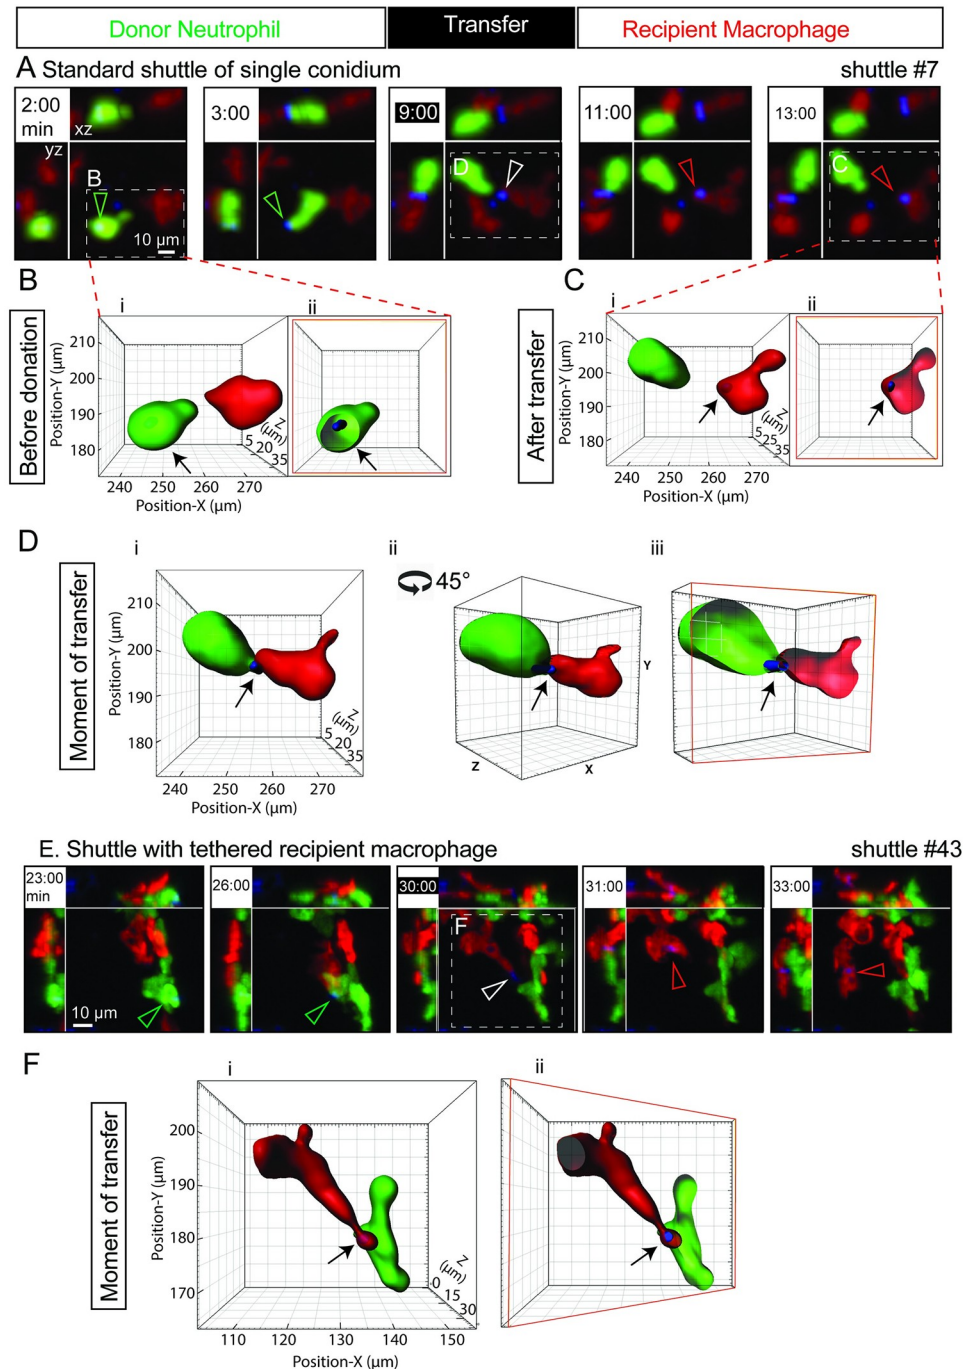 Donor Neutrophil
Transfer
Recipient Macrophage
A Standard shuttle of single conidium
shuttle #7
2:00
min
xz
yz
B
10 µm
3:00
9:00
D
11:00
13:00
C
B
Before donation
i
ii
Position-Y (µm)
210
200
190
180
240 250 260 270
Position-X (µm)
Z
(µm)
5
20
35
C
After transfer
i
ii
Position-Y (µm)
210
200
190
180
240 250 260 270
Position-X (µm)
Z
(µm)
5
25
35
D
Moment of transfer
i
ii
iii
45°
Position-Y (µm)
210
200
190
180
240 250 260 270
Position-X (µm)
Z
(µm)
5
20
35
Y
Z
X
E. Shuttle with tethered recipient macrophage
shuttle #43
23:00
min
10 µm
26:00
30:00
F
31:00
33:00
F
Moment of transfer
i
ii
Position-Y (µm)
200
190
180
170
110 120 130 140 150
Position-X (µm)
Z
(µm)
0
15
30